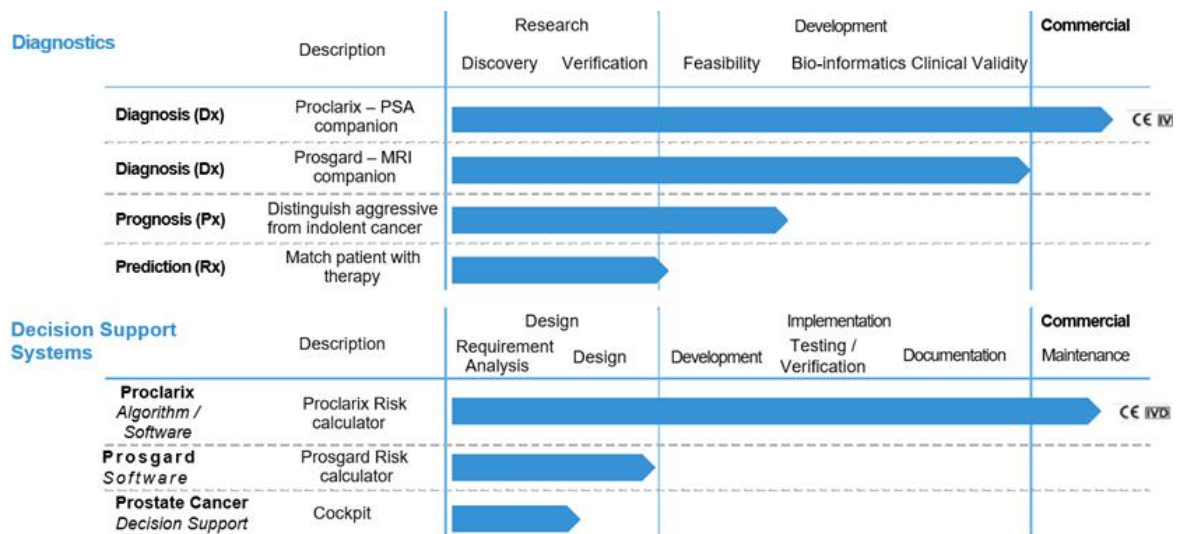 Diagnostics
Description
Research
Development
Commercial
Discovery
Verification
Feasibility
Bio-informatics Clinical Validity
Diagnosis (Dx)
Proclarix – PSA
companion
CE IV
Diagnosis (Dx)
Prosgard – MRI
companion
Prognosis (Px)
Distinguish aggressive
from indolent cancer
Prediction (Rx)
Match patient with
therapy
Decision Support
Systems
Description
Design
Implementation
Commercial
Requirement
Analysis
Design
Development
Testing /
Verification
Documentation
Maintenance
Proclarix
Algorithm /
Software
Proclarix Risk
calculator
CE IVD
Prosgard
Software
Prosgard Risk
calculator
Prostate Cancer
Decision Support
Cockpit